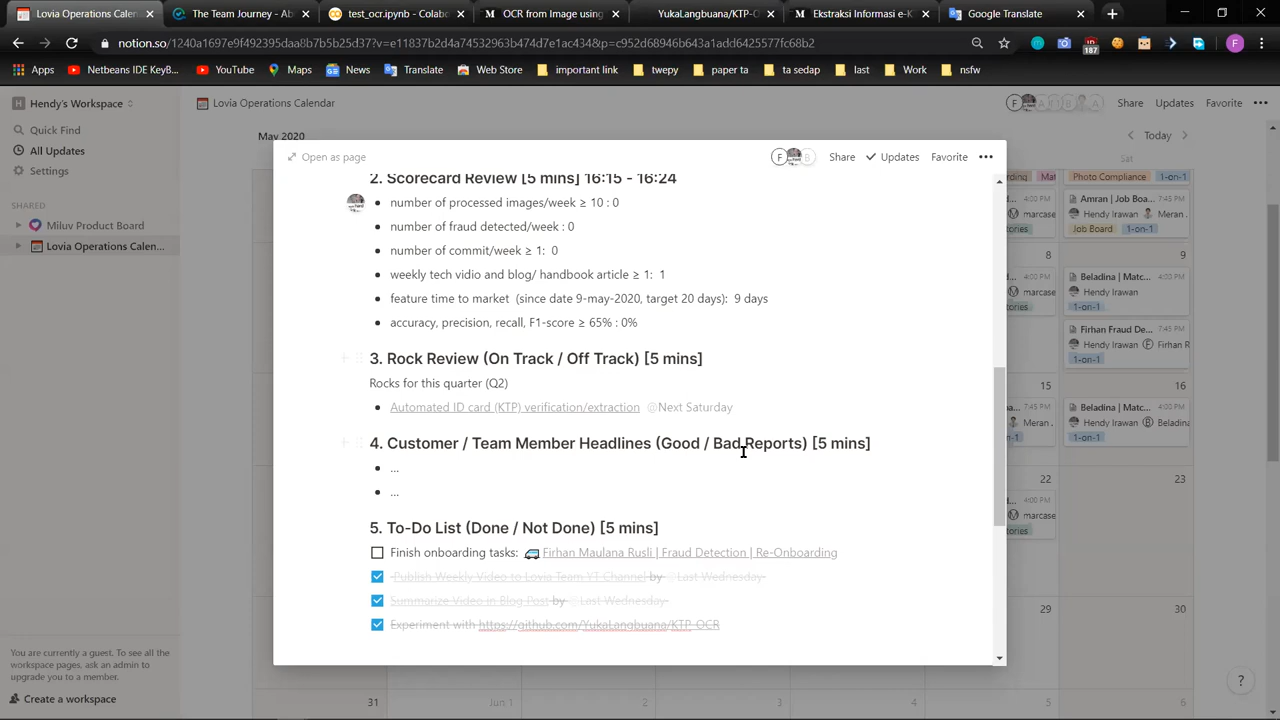 The Team Journey - Ab
test_ocr.ipynb - Colab
OCR from Image using
YukaLangbuana/KTP-O
Ekstraksi Informasi e-K
Google Translate
notion.so/1240a1697e9f492395daa8b7b5b25d37?v=e11837b2d4a74532963b474d7e1ac434&p=c952d68946b643a1add6425577fc68b2
187
F
Apps
Netbeans IDE KeyB...
YouTube
Maps
News
Translate
Web Store
important link
twepy
paper ta
ta sedap
last
Work
nsfw
H Hendy's Workspace
Lovia Operations Calendar
Share Updates Favorite
Quick Find
All Updates
Settings
SHARED
Miluv Product Board
Lovia Operations Calen...
May 2020
Today
Sat
Open as page
F B Share Updates Favorite
2. Scorecard Review [5 mins] 16:15 - 16:24
• number of processed images/week ≥ 10 : 0
• number of fraud detected/week : 0
• number of commit/week ≥ 1: 0
• weekly tech vidio and blog/ handbook article ≥ 1: 1
• feature time to market (since date 9-may-2020, target 20 days): 9 days
• accuracy, precision, recall, F1-score ≥ 65% : 0%
3. Rock Review (On Track / Off Track) [5 mins]
Rocks for this quarter (Q2)
• Automated ID card (KTP) verification/extraction @Next Saturday
4. Customer / Team Member Headlines (Good / Bad Reports) [5 mins]
• ...
• ...
5. To-Do List (Done / Not Done) [5 mins]
Finish onboarding tasks: Firhan Maulana Rusli | Fraud Detection | Re-Onboarding
Publish Weekly Video to Lovia Team YT Channel by @Last Wednesday
Summarize Video in Blog Post by @Last Wednesday
Experiment with https://github.com/YukaLangbuana/KTP-OCR
Photo Compliance 1-on-1
Amran | Job Boa... 4:00 PM
Hendy Irawan Meran
Job Board 1-on-1
8
9
Beladina | Matc... 4:00 PM
Hendy Irawan
1-on-1
Firhan Fraud De... 7:45 PM
Hendy Irawan Firhan R
1-on-1
15
16
Beladina | Matc... 4:00 PM
Hendy Irawan
1-on-1
22
23
29
30
31
Jun 1
2
3
4
5
6
You are currently a guest. To see all the
workspace pages, ask an admin to
upgrade you to a member.
Create a workspace
?